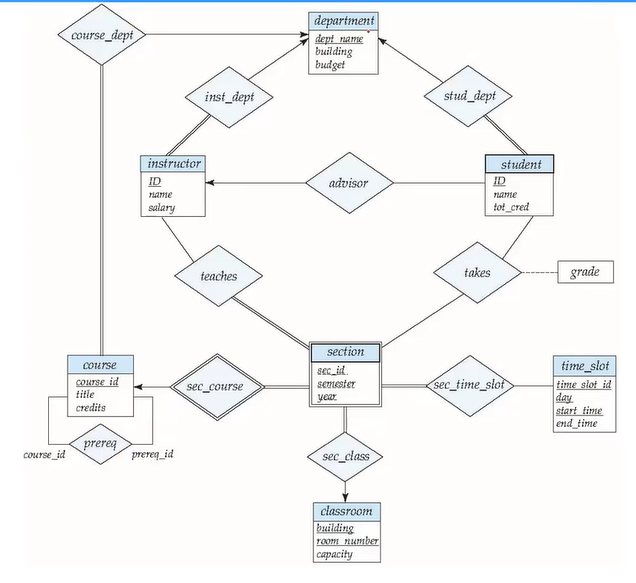 department
course_dept
dept_name
building
budget
inst_dept
stud_dept
instructor
student
ID
name
salary
advisor
ID
name
tot_cred
teaches
takes
grade
section
course
time_slot
sec_id
semester
year
course_id
title
credits
sec_course
sec_time_slot
time_slot_id
day
start_time
end_time
prereq
course_id
prereq_id
sec_class
classroom
building
room_number
capacity